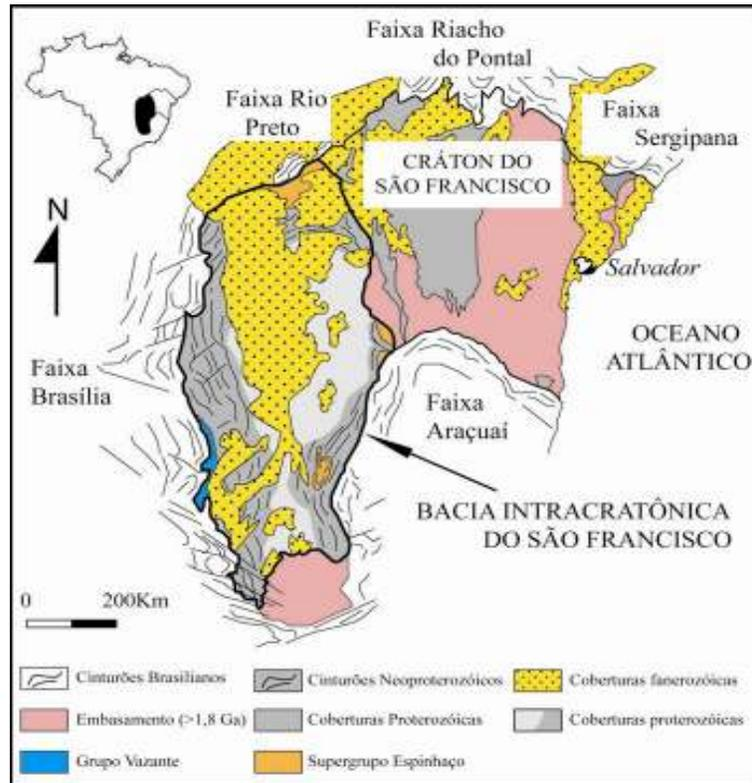 Faixa Riacho
do Pontal
Faixa Rio
Preto
Faixa
Sergipana
CRÁTON DO
SÃO FRANCISCO
N
Salvador
OCEANO
ATLÂNTICO
Faixa
Brasília
Faixa
Araçuaí
BACIA INTRACRATÔNICA
DO SÃO FRANCISCO
0 200Km
Cinturões Brasilianos
Cinturões Neoproterozóicos
Coberturas fanerozóicas
Embasamento (>1,8 Ga)
Coberturas Proterozóicas
Coberturas proterozóicas
Grupo Vazante
Supergrupo Espinhaço